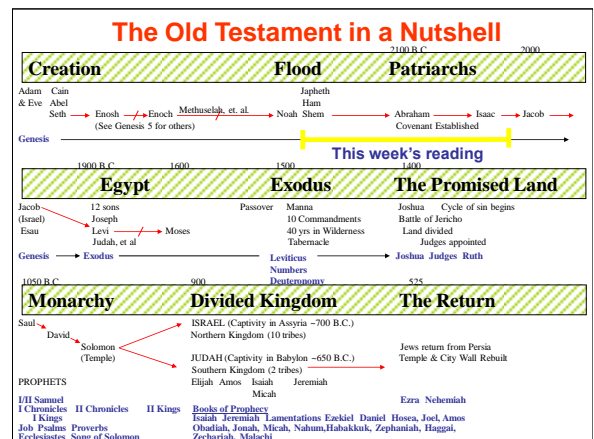 The Old Testament in a Nutshell
2100 B.C. 2000
Creation Flood Patriarchs
Adam Cain Japheth
& Eve Abel Ham
Seth Enosh Enoch Methuselah, et. al. Noah Shem Abraham Isaac Jacob
(See Genesis 5 for others) Covenant Established
Genesis
This week's reading
1900 B.C. 1600 1500 1400
Egypt Exodus The Promised Land
Jacob 12 sons Passover Manna Joshua Cycle of sin begins
(Israel) Joseph 10 Commandments Battle of Jericho
Esau Levi Moses 40 yrs in Wilderness Land divided
Judah, et al Tabernacle Judges appointed
Genesis Exodus Leviticus Joshua Judges Ruth
Numbers
Deuteronomy
1050 B.C. 900 525
Monarchy Divided Kingdom The Return
Saul ISRAEL (Captivity in Assyria ~700 B.C.)
David Northern Kingdom (10 tribes)
Solomon Jews return from Persia
(Temple) JUDAH (Captivity in Babylon ~650 B.C.) Temple & City Wall Rebuilt
Southern Kingdom (2 tribes)
PROPHETS Elijah Amos Isaiah Jeremiah
Micah
I/II Samuel Ezra Nehemiah
I Chronicles II Chronicles II Kings Books of Prophecy
I Kings Isaiah Jeremiah Lamentations Ezekiel Daniel Hosea, Joel, Amos
Job Psalms Proverbs Obadiah, Jonah, Micah, Nahum,Habakkuk, Zephaniah, Haggai,
Ecclesiastes Song of Solomon Zechariah, Malachi